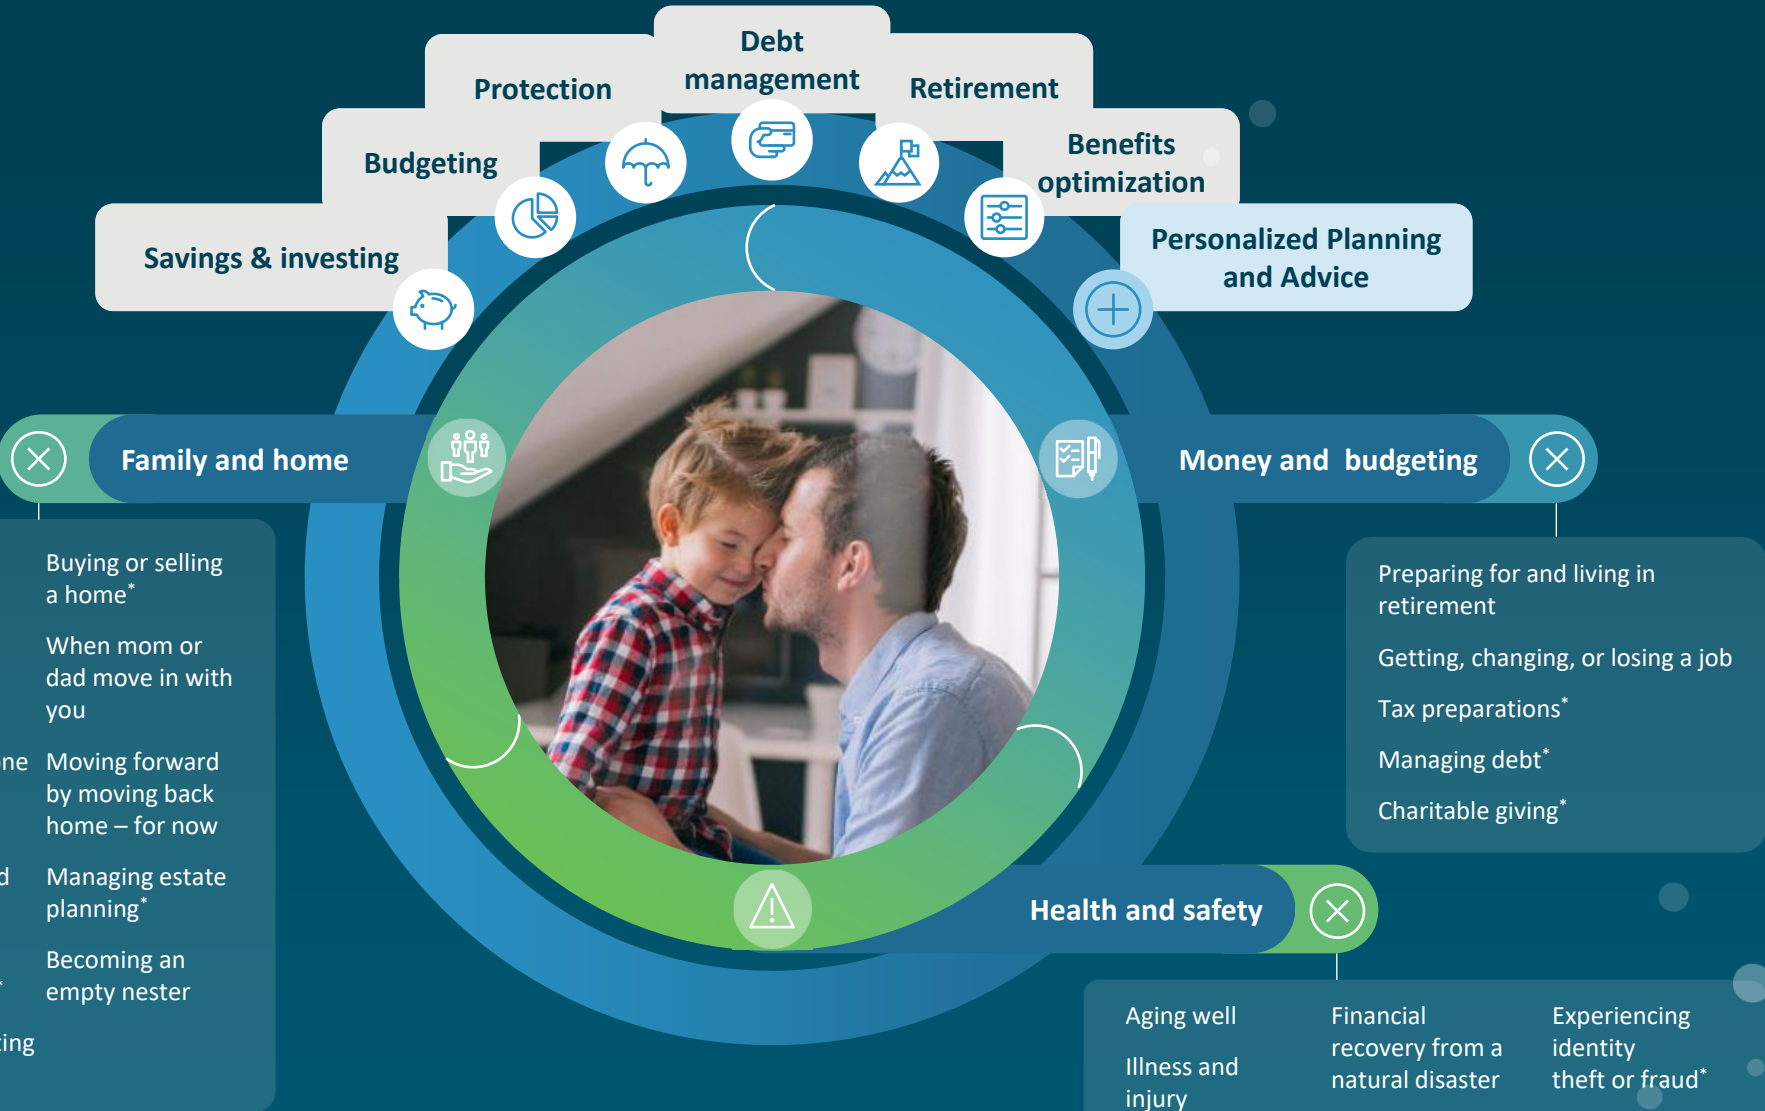 Debt
management
Protection
Retirement
Budgeting
Benefits
optimization
Savings & investing
Personalized Planning
and Advice
Family and home
Buying or selling
a home*
When mom or
dad move in with
you
Moving forward
by moving back
home – for now
Managing estate
planning*
Becoming an
empty nester
Money and budgeting
Preparing for and living in
retirement
Getting, changing, or losing a job
Tax preparations*
Managing debt*
Charitable giving*
Health and safety
Aging well
Illness and
injury
Financial
recovery from a
natural disaster
Experiencing
identity
theft or fraud*